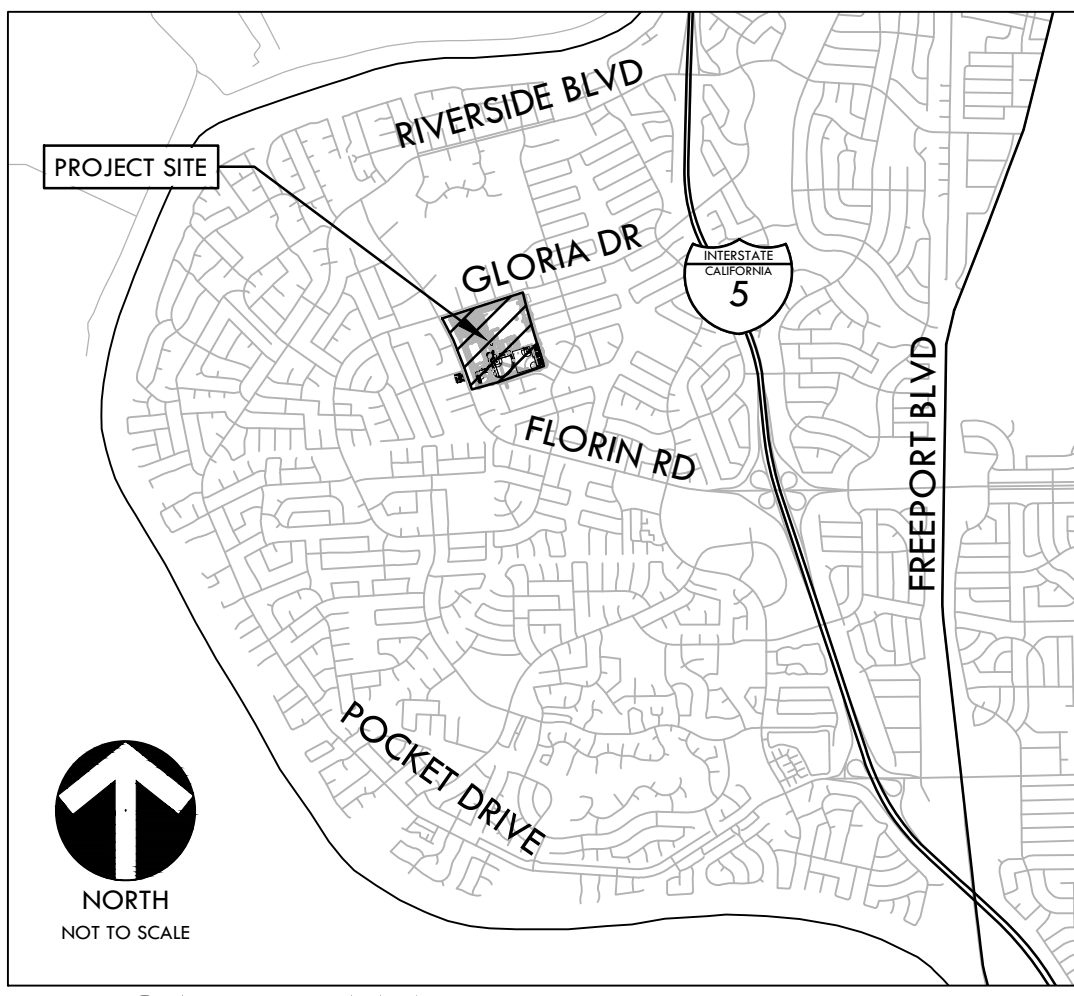 RIVERSIDE BLVD
PROJECT SITE
GLORIA DR
INTERSTATE
CALIFORNIA
5
FREEPORT BLVD
FLORIN RD
POCKET DRIVE
NORTH
NOT TO SCALE